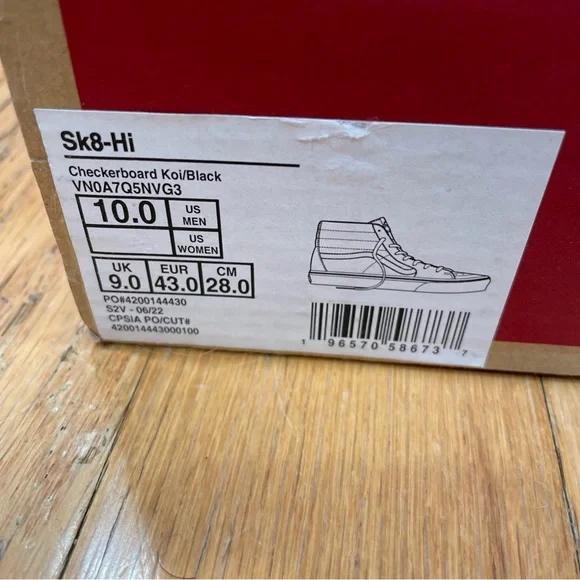 Sk8-Hi
Checkerboard Koi/Black
VN0A7Q5NVG3
10.0 US MEN
US WOMEN
UK 9.0 EUR 43.0 CM 28.0
PO#4200144430
S2V - 06/22
CPSIA PO/CUT#
420014443000100
1 96570 58673 7